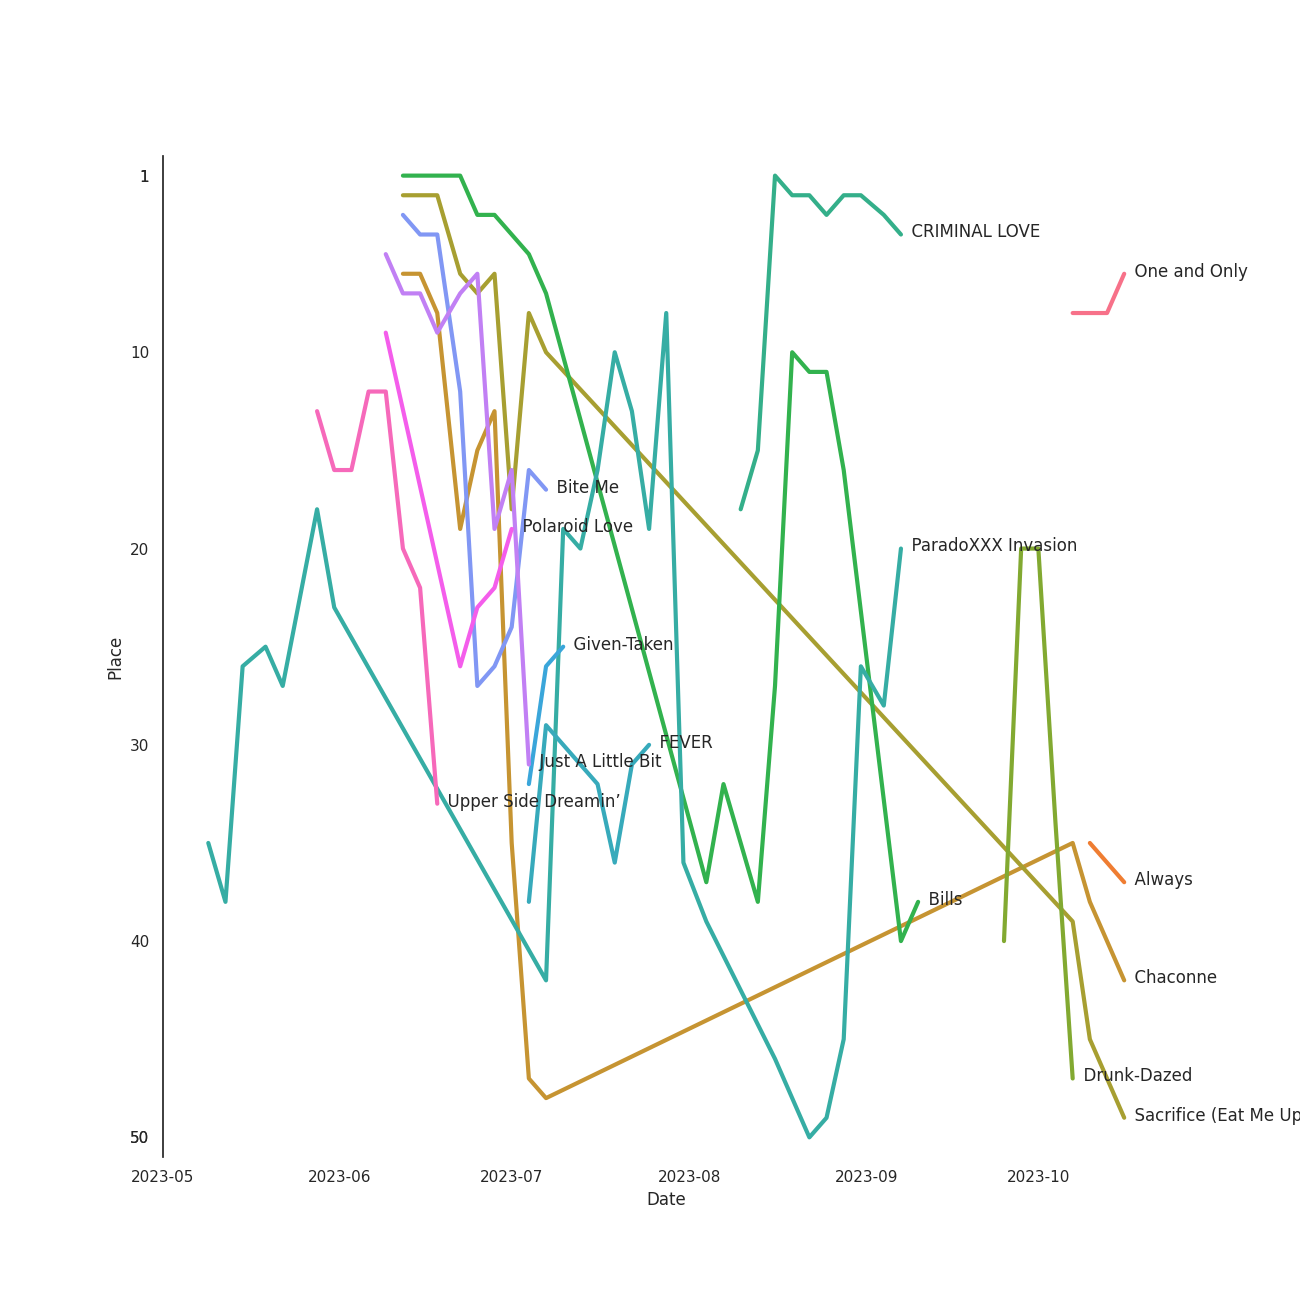 1
CRIMINAL LOVE
One and Only
10
Bite Me
Polaroid Love
20
ParadoXXX Invasion
Given-Taken
Place
30
FEVER
Just A Little Bit
Upper Side Dreamin’
Always
Bills
40
Chaconne
Drunk-Dazed
Sacrifice (Eat Me Up
50
2023-05
2023-06
2023-07
2023-08
2023-09
2023-10
Date